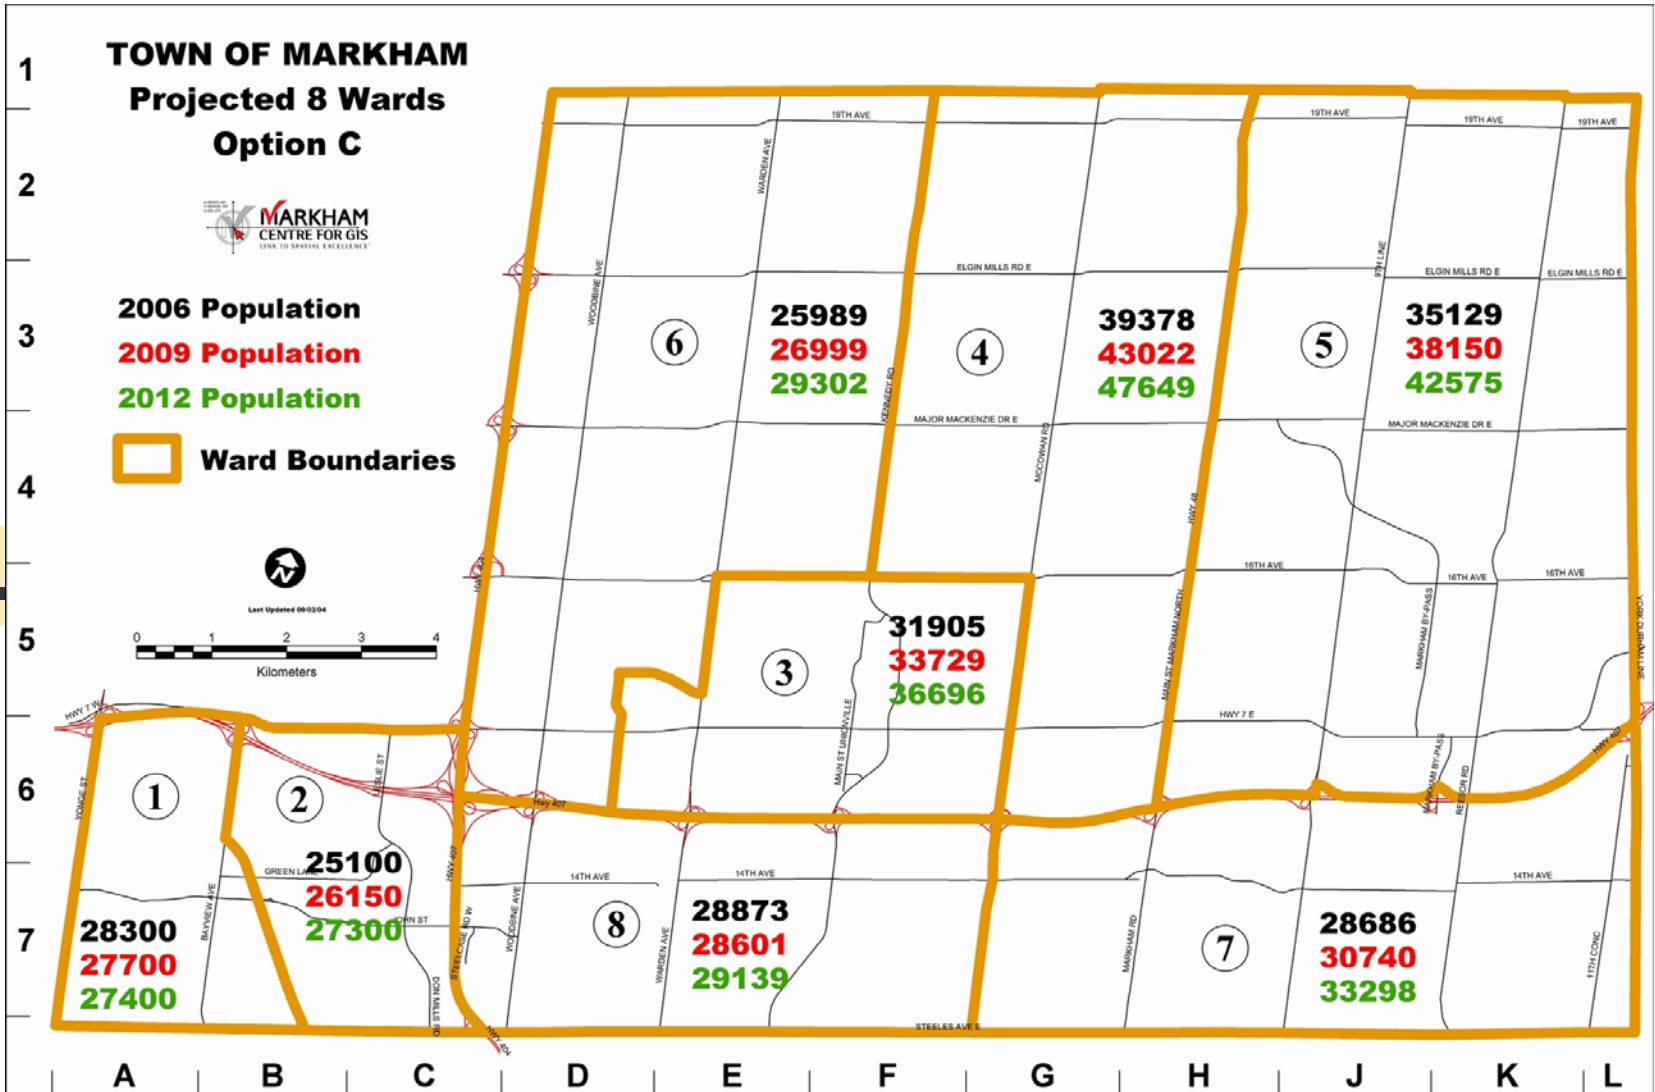 TOWN OF MARKHAM
Projected 8 Wards
Option C
MARKHAM
CENTRE FOR GIS
LINK TO SPATIAL EXCELLENCE
2006 Population
2009 Population
2012 Population
Ward Boundaries
N
Last Updated 09/02/04
0 1 2 3 4
Kilometers
1
2
3
4
5
6
7
A B C D E F G H J K L
19TH AVE
19TH AVE
19TH AVE
19TH AVE
WARDEN AVE
WOODBINE AVE
ELGIN MILLS RD E
9TH LINE
ELGIN MILLS RD E
ELGIN MILLS RD E
6
25989
26999
29302
4
39378
43022
47649
5
35129
38150
42575
KENNEDY RD
MAJOR MACKENZIE DR E
MCCOWAN RD
MAJOR MACKENZIE DR E
HWY 48
HWY 404
16TH AVE
16TH AVE
16TH AVE
3
31905
33729
36696
MAIN ST MARKHAM NORTH
MARKHAM BY-PASS
YORK DURHAM LINE
HWY 7 W
MAIN ST UNIONVILLE
HWY 7 E
MARKHAM BY-PASS
REESOR RD
HWY 407
YONGE ST
1
28300
27700
27400
2
25100
26150
27300
LESLIE ST
Hwy 407
HWY 407
GREEN LANE
BAYVIEW AVE
JOHN ST
DON MILLS RD
STEELCASE RD W
WOODBINE AVE
14TH AVE
14TH AVE
14TH AVE
8
28873
28601
29139
WARDEN AVE
MARKHAM RD
7
28686
30740
33298
11TH CONC
HWY 404
STEELES AVE E